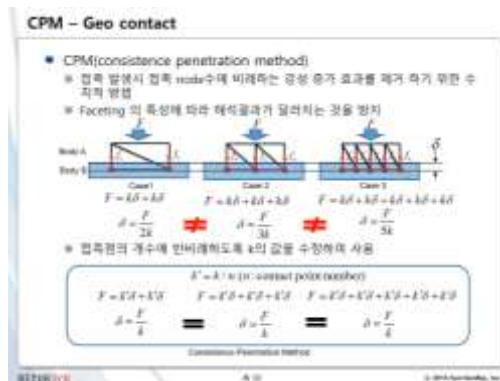 CPM – Geo contact
CPM(consistence penetration method)
접촉 발생시 접촉 node수에 비례하는 강성 증가 효과를 제거 하기 위한 수
치적 방법
Faceting 의 특성에 따라 해석결과가 달라지는 것을 방지
F F F
Body A
Body B
δ
Case 1 Case 2 Case 3
F = kδ + kδ F = kδ + kδ + kδ F = kδ + kδ + kδ + kδ + kδ
δ = F/2k ≠ δ = F/3k ≠ δ = F/5k
접촉점의 개수에 반비례하도록 k의 값을 수정하여 사용
k' = k / n (n : contact point number)
F = k'δ + k'δ F = k'δ + k'δ + k'δ F = k'δ + k'δ + k'δ + k'δ + k'δ
δ = F/k = δ = F/k = δ = F/k
Consistence Penetration Method